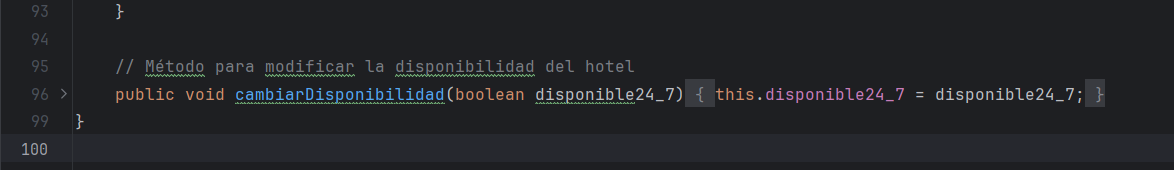 93 }
94
95 // Método para modificar la disponibilidad del hotel
96 public void cambiarDisponibilidad(boolean disponible24_7) { this.disponible24_7 = disponible24_7; }
99 }
100